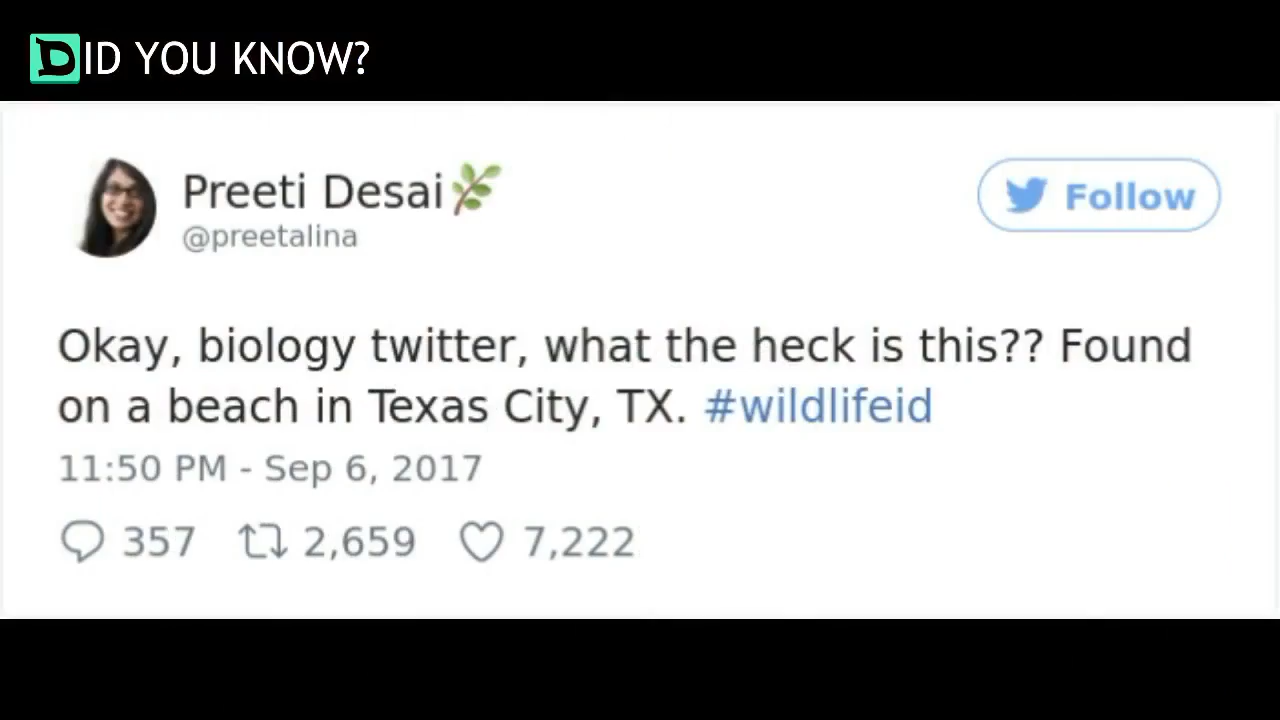 DID YOU KNOW?
Preeti Desai🌿
@preetalina
Follow
Okay, biology twitter, what the heck is this?? Found
on a beach in Texas City, TX. #wildlifeid
11:50 PM - Sep 6, 2017
357 2,659 7,222